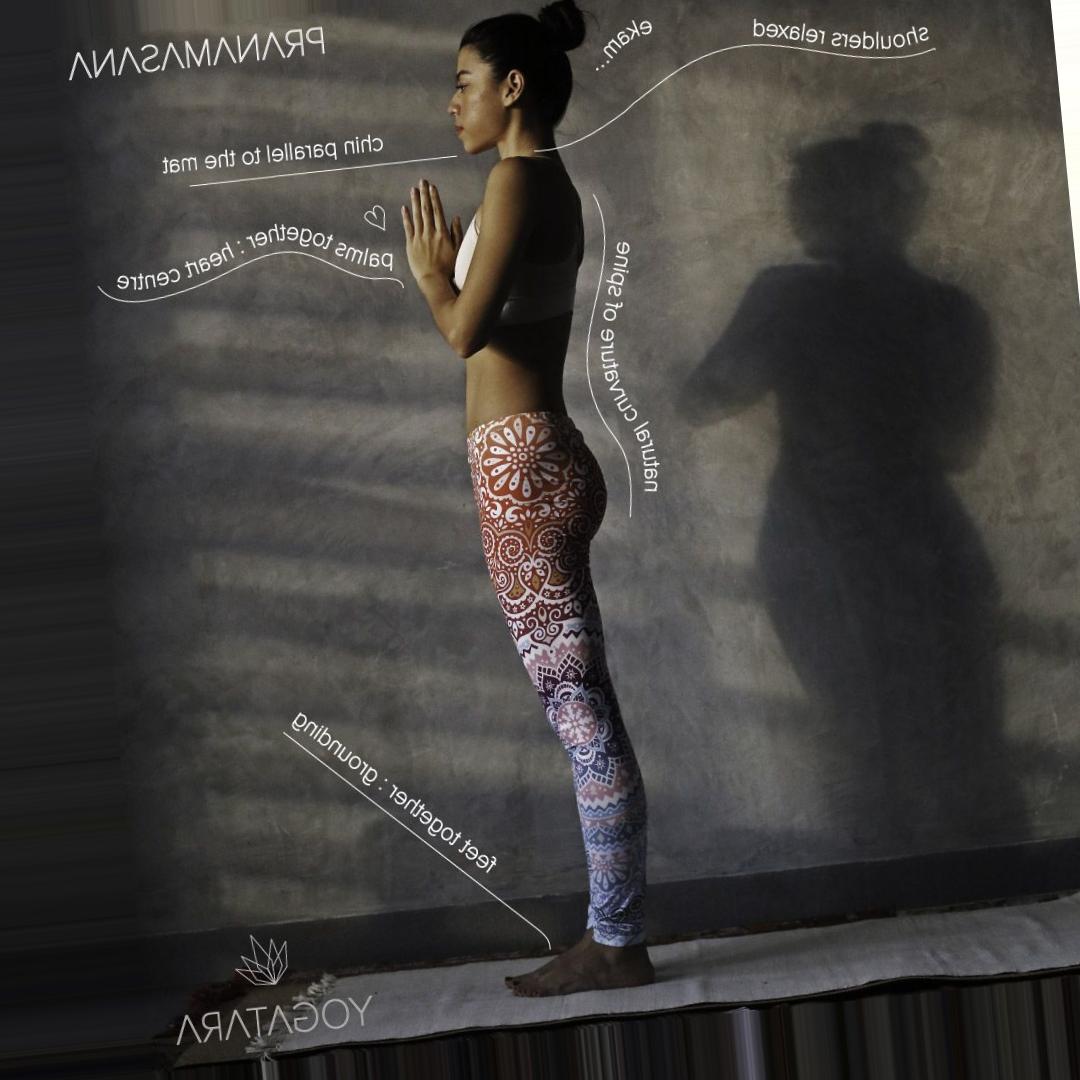 PRANAMASANA
ekam...
shoulders relaxed
chin parallel to the mat
palms together : heart centre
natural curvature of spine
feet together : grounding
YOGATARA